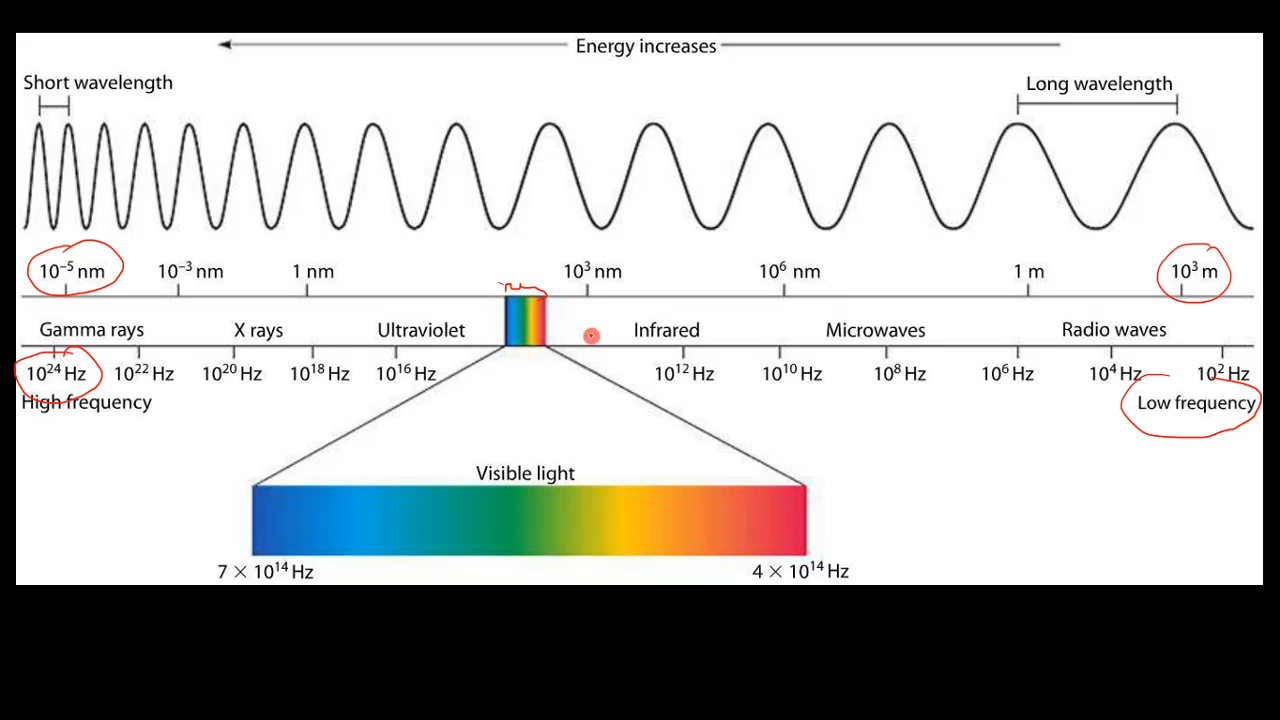 Energy increases
Short wavelength
Long wavelength
10⁻⁵ nm 10⁻³ nm 1 nm 10³ nm 10⁶ nm 1 m 10³ m
Gamma rays X rays Ultraviolet Infrared Microwaves Radio waves
10²⁴ Hz 10²² Hz 10²⁰ Hz 10¹⁸ Hz 10¹⁶ Hz 10¹² Hz 10¹⁰ Hz 10⁸ Hz 10⁶ Hz 10⁴ Hz 10² Hz
High frequency Low frequency
Visible light
7 × 10¹⁴ Hz 4 × 10¹⁴ Hz